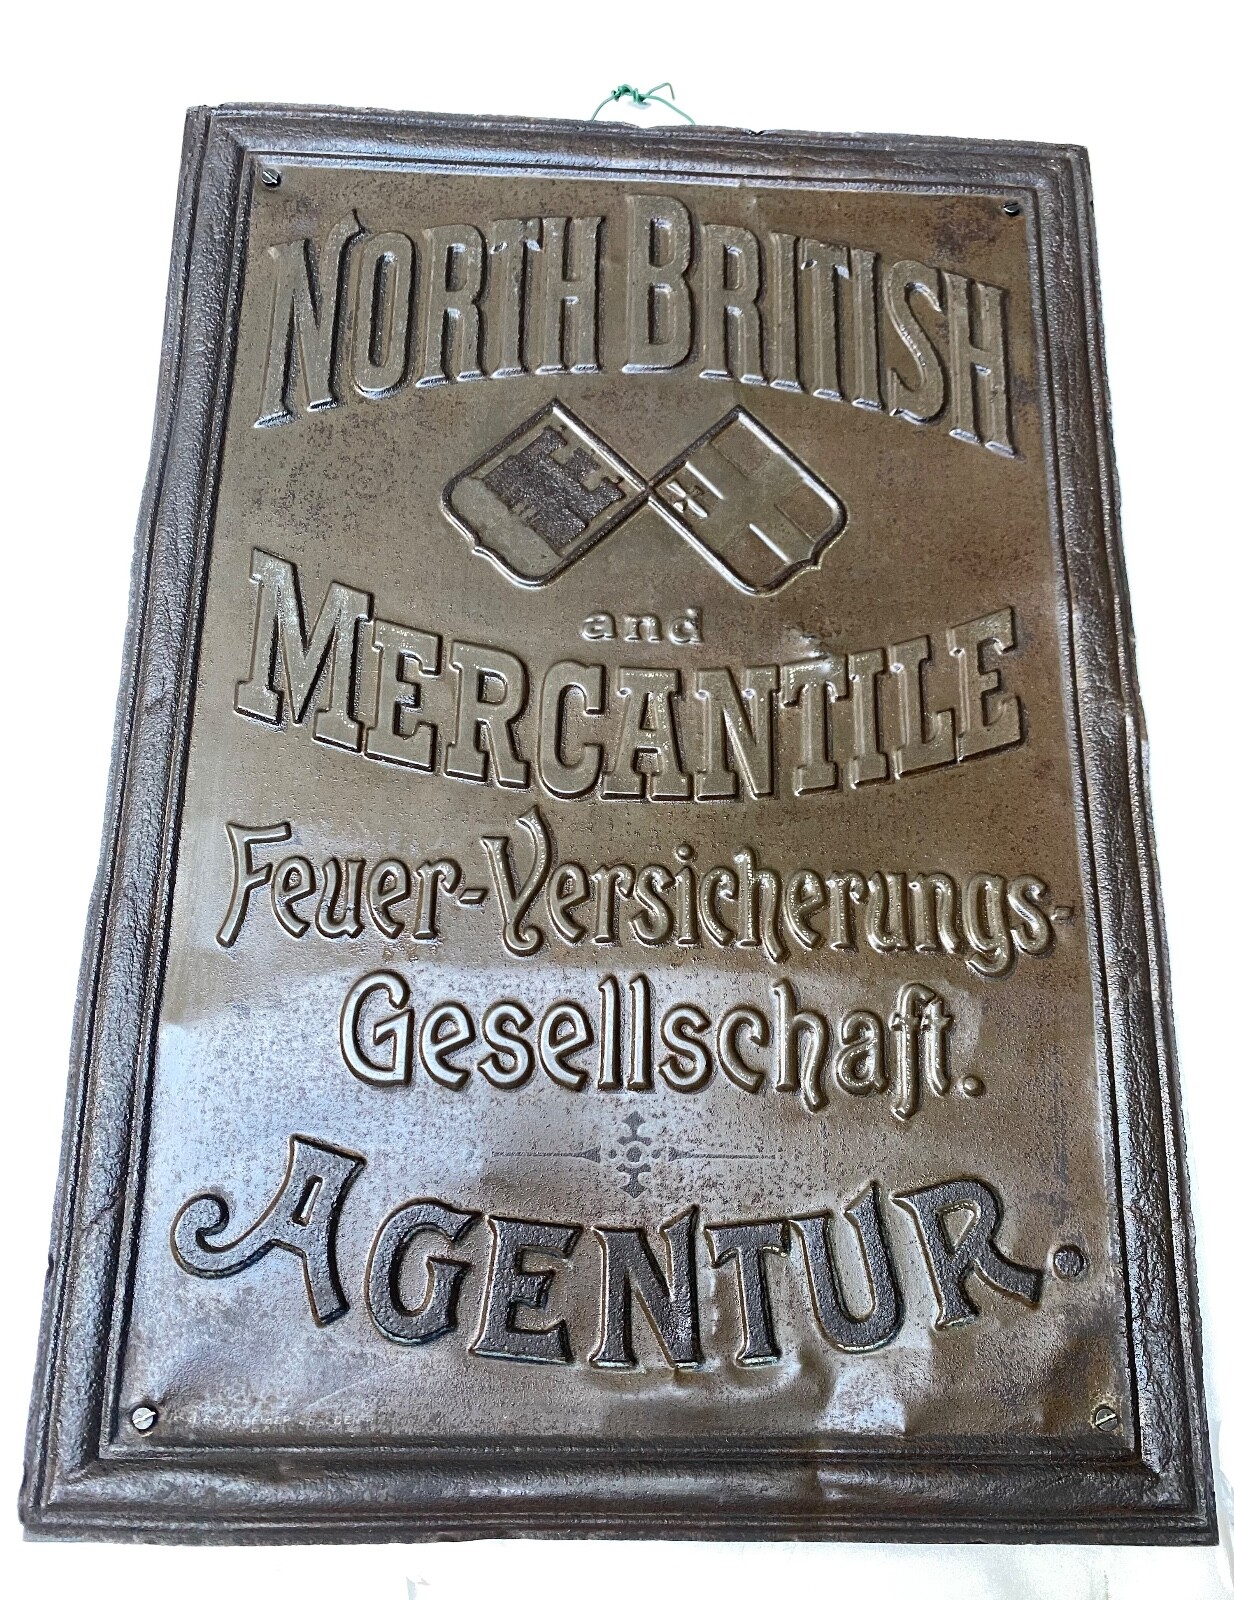 NORTH BRITISH
and
MERCANTILE
Feuer-Versicherungs-
Gesellschaft.
AGENTUR.